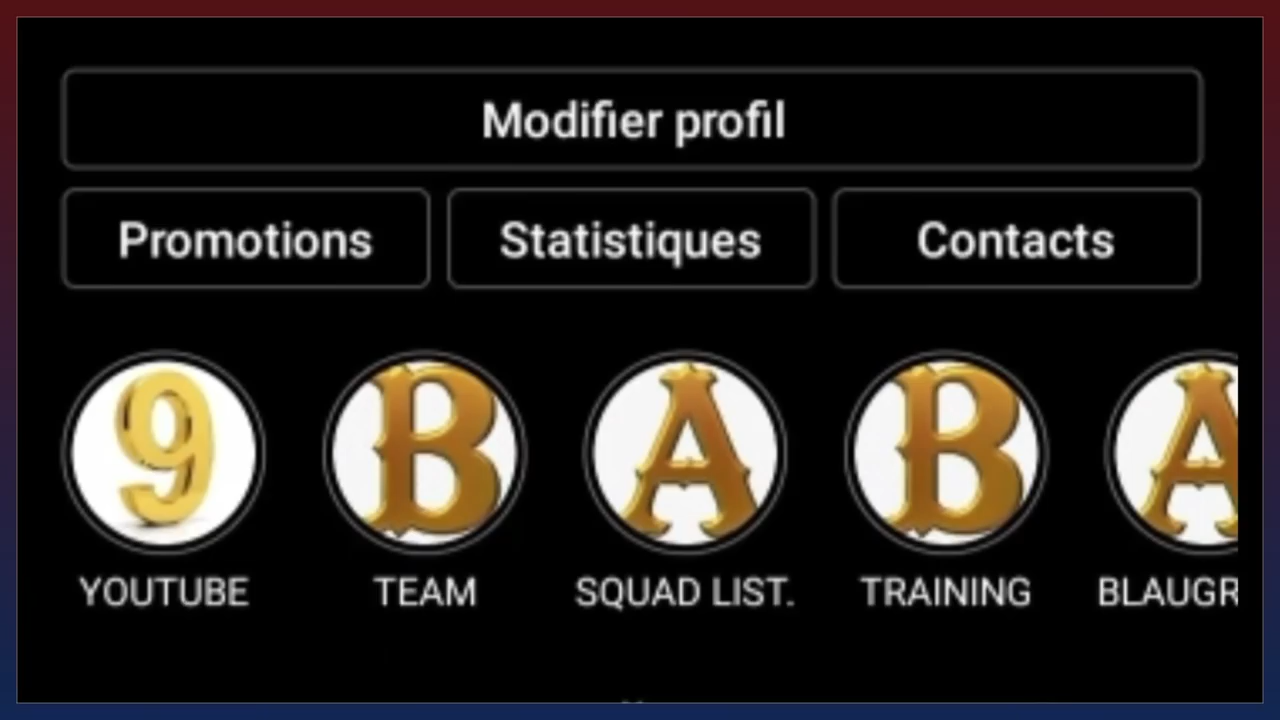 Modifier profil
Promotions Statistiques Contacts
9 B A B A
YOUTUBE TEAM SQUAD LIST. TRAINING BLAUGR